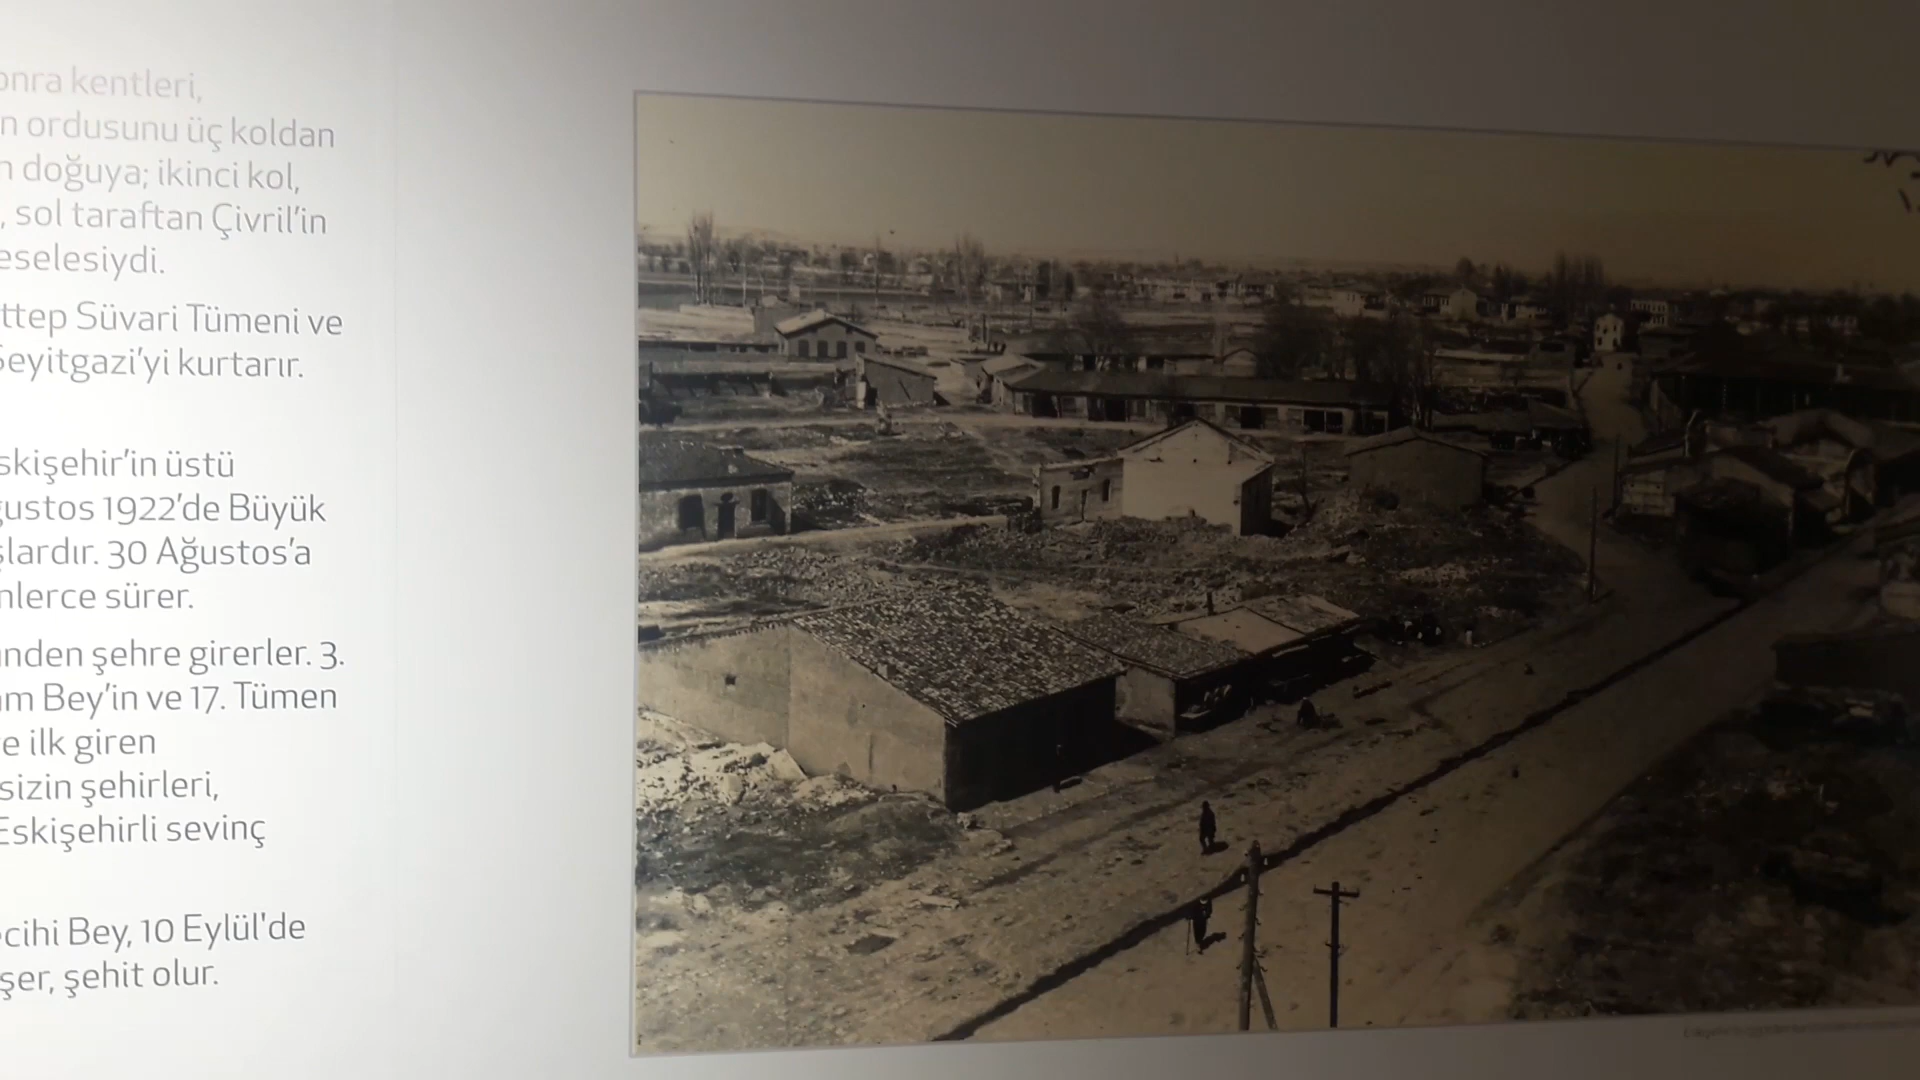 kentleri,
ordusunu üç koldan
doğuya; ikinci kol,
, sol taraftan Çivril'in
eselesiydi.
ttep Süvari Tümeni ve
Seyitgazi'yi kurtarır.
skişehir'in üstü
ğustos 1922'de Büyük
şlardır. 30 Ağustos'a
nlerce sürer.
nden şehre girerler. 3.
am Bey'in ve 17. Tümen
e ilk giren
sizin şehirleri,
Eskişehirli sevinç
cihi Bey, 10 Eylül'de
şer, şehit olur.